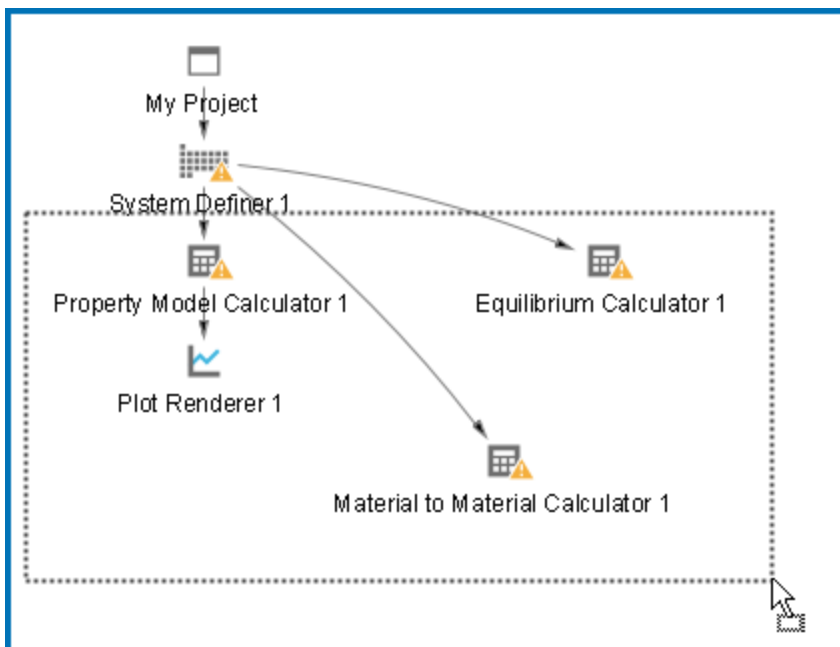 My Project
System Definer 1
Property Model Calculator 1
Equilibrium Calculator 1
Plot Renderer 1
Material to Material Calculator 1